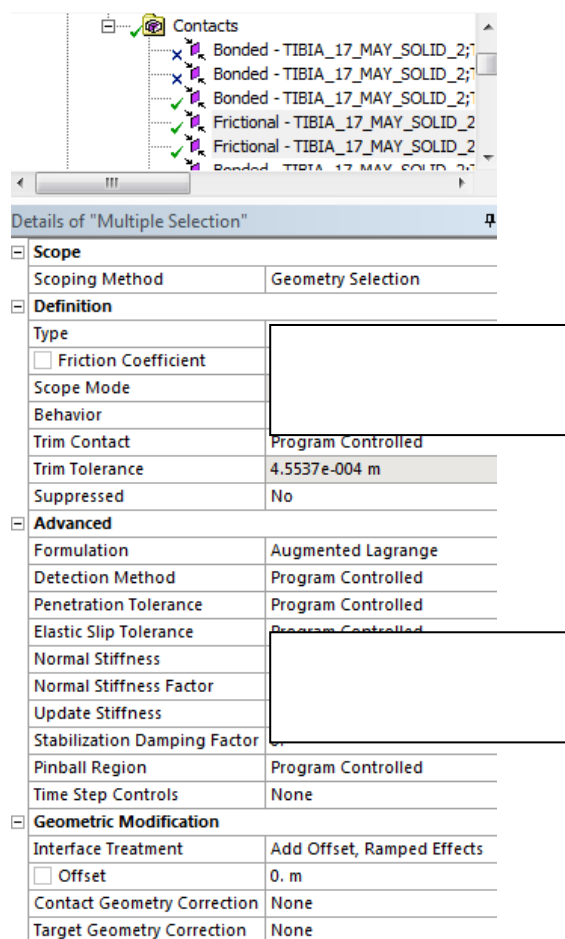 Contacts
Bonded - TIBIA_17_MAY_SOLID_2;
Bonded - TIBIA_17_MAY_SOLID_2;
Bonded - TIBIA_17_MAY_SOLID_2;
Frictional - TIBIA_17_MAY_SOLID_2
Frictional - TIBIA_17_MAY_SOLID_2
Bonded - TIBIA_17_MAY_SOLID_2
Details of "Multiple Selection"
Scope
Scoping Method Geometry Selection
Definition
Type
Friction Coefficient
Scope Mode
Behavior
Trim Contact Program Controlled
Trim Tolerance 4.5537e-004 m
Suppressed No
Advanced
Formulation Augmented Lagrange
Detection Method Program Controlled
Penetration Tolerance Program Controlled
Elastic Slip Tolerance Program Controlled
Normal Stiffness
Normal Stiffness Factor
Update Stiffness
Stabilization Damping Factor
Pinball Region Program Controlled
Time Step Controls None
Geometric Modification
Interface Treatment Add Offset, Ramped Effects
Offset 0. m
Contact Geometry Correction None
Target Geometry Correction None